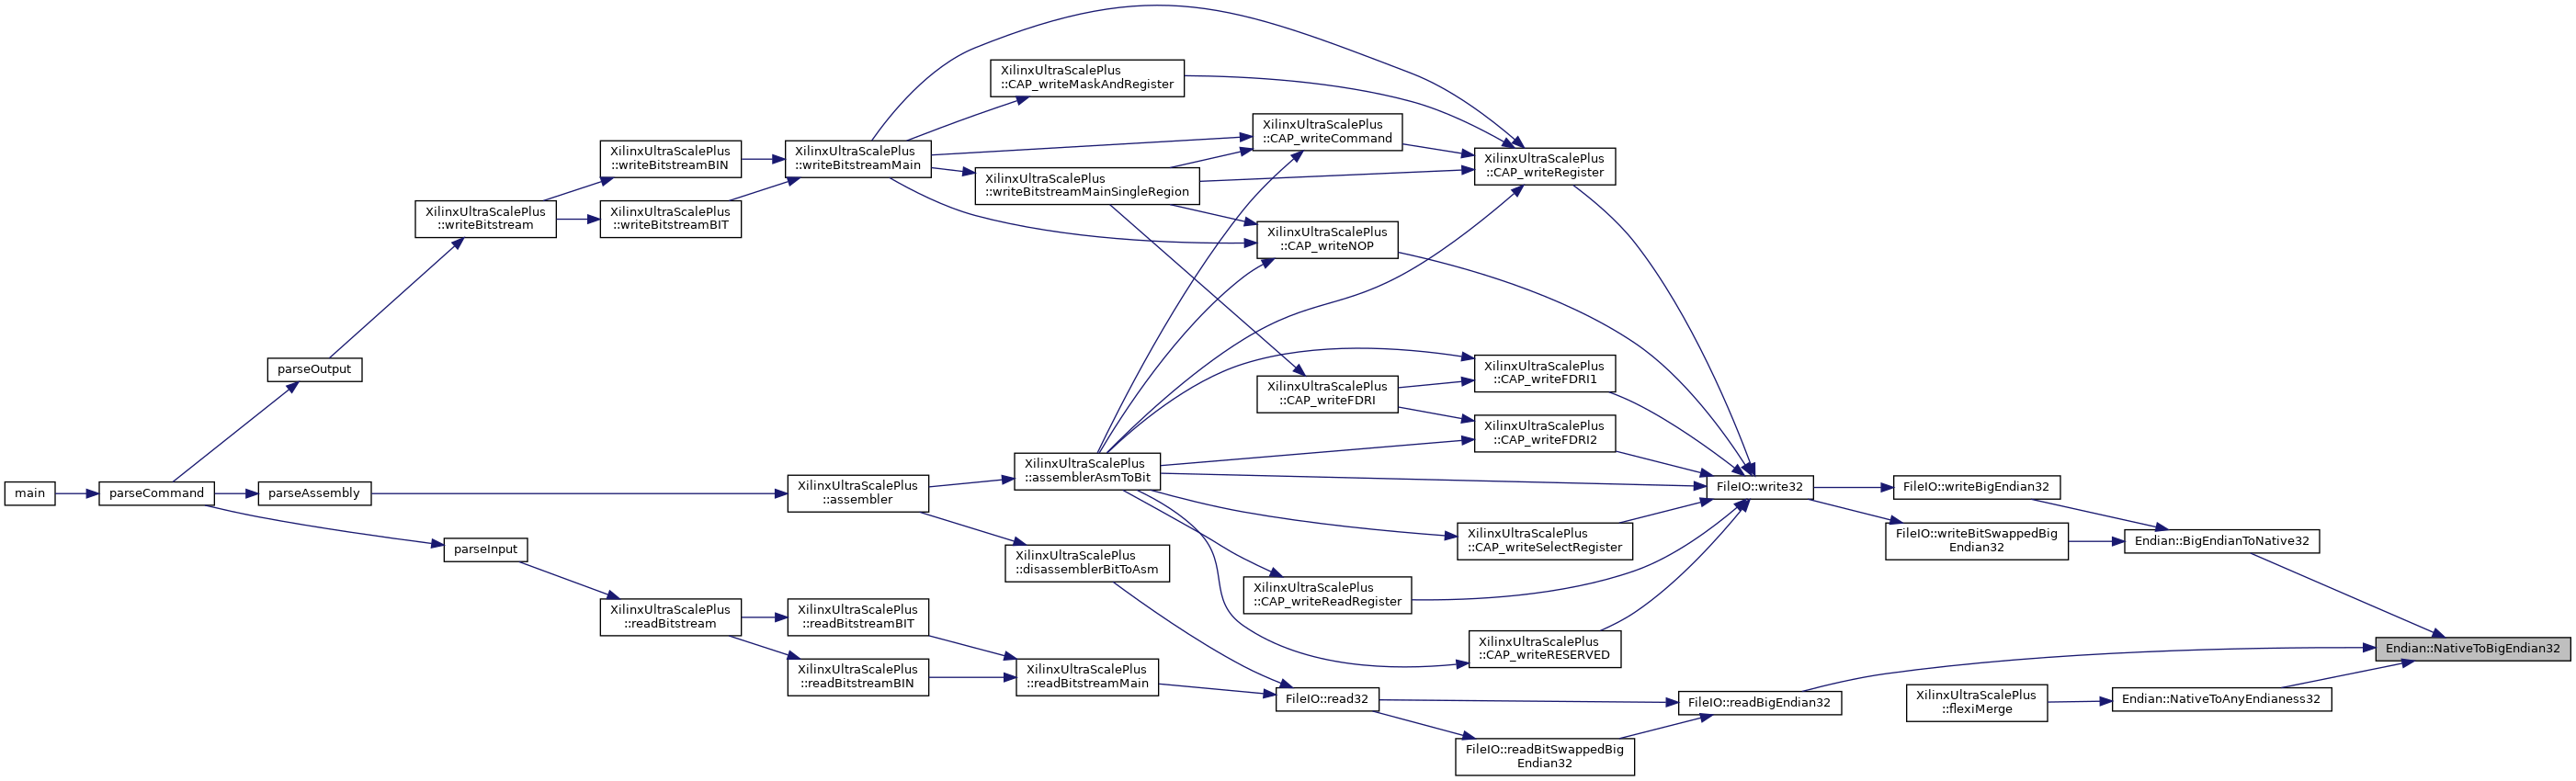 main
parseCommand
parseOutput
parseAssembly
parseInput
XilinxUltraScalePlus
::writeBitstream
XilinxUltraScalePlus
::writeBitstreamBIN
XilinxUltraScalePlus
::writeBitstreamBIT
XilinxUltraScalePlus
::readBitstream
XilinxUltraScalePlus
::writeBitstreamMain
XilinxUltraScalePlus
::assembler
XilinxUltraScalePlus
::readBitstreamBIT
XilinxUltraScalePlus
::readBitstreamBIN
XilinxUltraScalePlus
::CAP_writeMaskAndRegister
XilinxUltraScalePlus
::writeBitstreamMainSingleRegion
XilinxUltraScalePlus
::assemblerAsmToBit
XilinxUltraScalePlus
::disassemblerBitToAsm
XilinxUltraScalePlus
::readBitstreamMain
XilinxUltraScalePlus
::CAP_writeCommand
XilinxUltraScalePlus
::CAP_writeNOP
XilinxUltraScalePlus
::CAP_writeFDRI
XilinxUltraScalePlus
::CAP_writeReadRegister
FileIO::read32
XilinxUltraScalePlus
::CAP_writeRegister
XilinxUltraScalePlus
::CAP_writeFDRI1
XilinxUltraScalePlus
::CAP_writeFDRI2
XilinxUltraScalePlus
::CAP_writeSelectRegister
XilinxUltraScalePlus
::CAP_writeRESERVED
FileIO::readBitSwappedBig
Endian32
FileIO::write32
FileIO::readBigEndian32
FileIO::writeBigEndian32
FileIO::writeBitSwappedBig
Endian32
XilinxUltraScalePlus
::flexiMerge
Endian::BigEndianToNative32
Endian::NativeToAnyEndianess32
Endian::NativeToBigEndian32